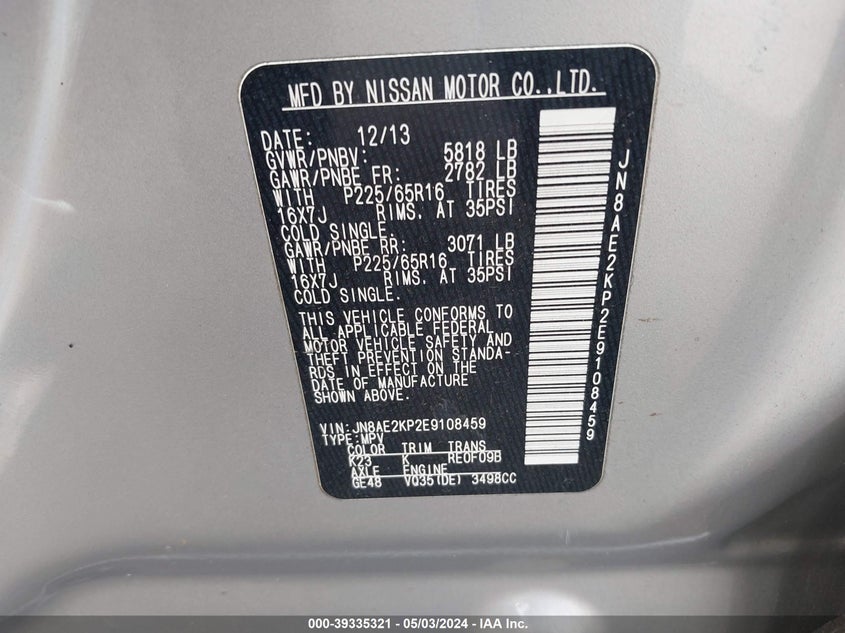 MFD BY NISSAN MOTOR CO.,LTD.
DATE: 12/13
GVWR/PNBV: 5818 LB
GAWR/PNBE FR: 2782 LB
WITH P225/65R16 TIRES
16X7J RIMS, AT 35PSI
COLD SINGLE.
GAWR/PNBE RR: 3071 LB
WITH P225/65R16 TIRES
16X7J RIMS, AT 35PSI
COLD SINGLE.
THIS VEHICLE CONFORMS TO
ALL APPLICABLE FEDERAL
MOTOR VEHICLE SAFETY AND
THEFT PREVENTION STANDA-
RDS IN EFFECT ON THE
DATE OF MANUFACTURE
SHOWN ABOVE.
VIN:JN8AE2KP2E9108459
TYPE:MPV
COLOR TRIM TRANS
K23 K RE0F09B
AXLE ENGINE
GE48 VQ35(DE) 3498CC
JN8AE2KP2E9108459
000-39335321 - 05/03/2024 - IAA Inc.